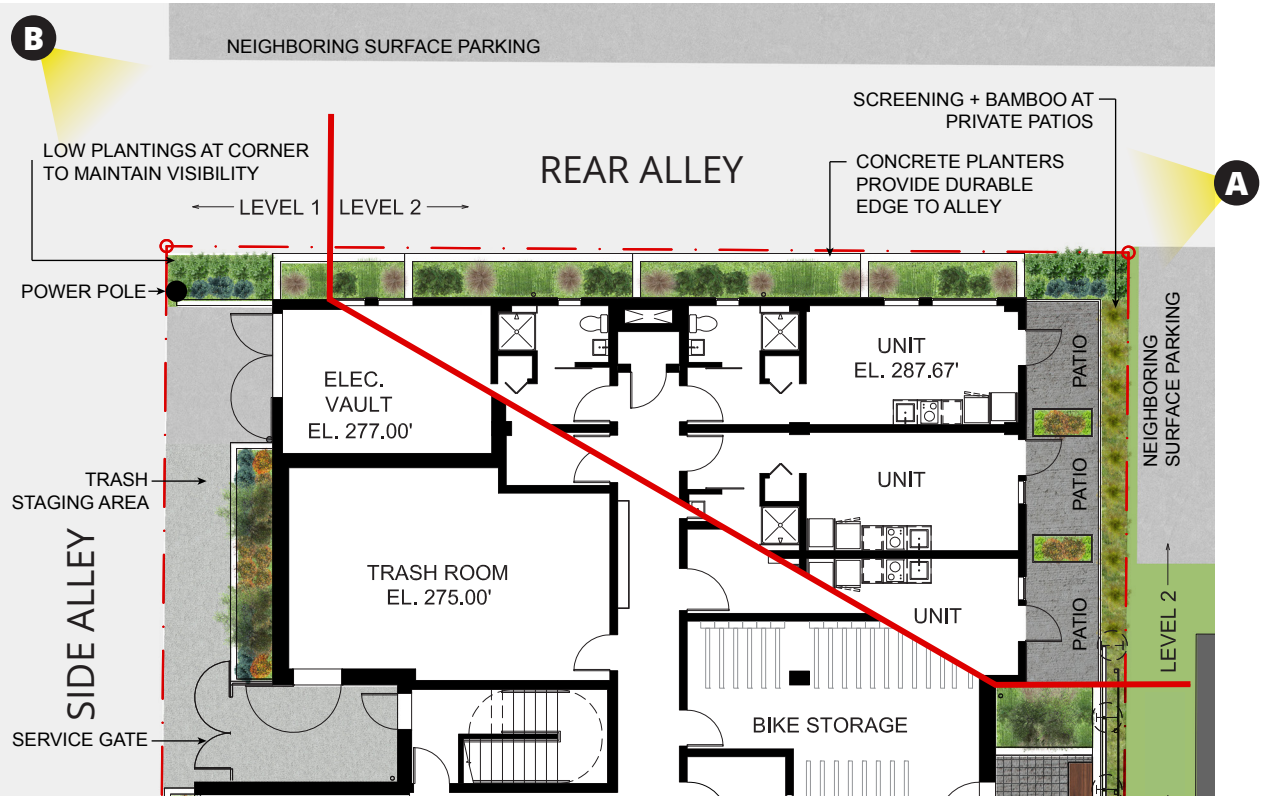 B
NEIGHBORING SURFACE PARKING
SCREENING + BAMBOO AT
PRIVATE PATIOS
LOW PLANTINGS AT CORNER
TO MAINTAIN VISIBILITY
REAR ALLEY
CONCRETE PLANTERS
PROVIDE DURABLE
EDGE TO ALLEY
A
LEVEL 1
LEVEL 2
POWER POLE
ELEC.
VAULT
EL. 277.00'
UNIT
EL. 287.67'
PATIO
NEIGHBORING
SURFACE PARKING
TRASH
STAGING AREA
UNIT
PATIO
SIDE ALLEY
TRASH ROOM
EL. 275.00'
UNIT
PATIO
LEVEL 2
SERVICE GATE
BIKE STORAGE